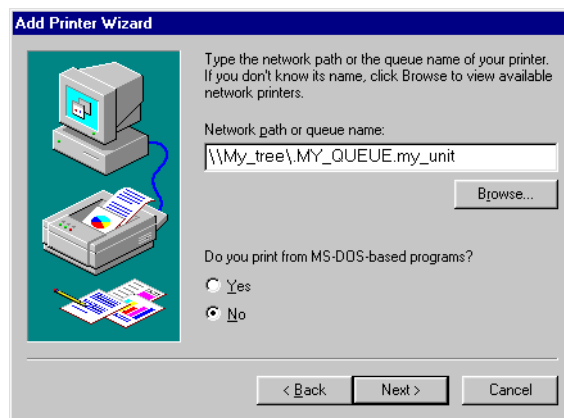 Add Printer Wizard
Type the network path or the queue name of your printer.
If you don't know its name, click Browse to view available
network printers.
Network path or queue name:
\\My_tree\.MY_QUEUE.my_unit
Browse...
Do you print from MS-DOS-based programs?
Yes
No
< Back
Next >
Cancel